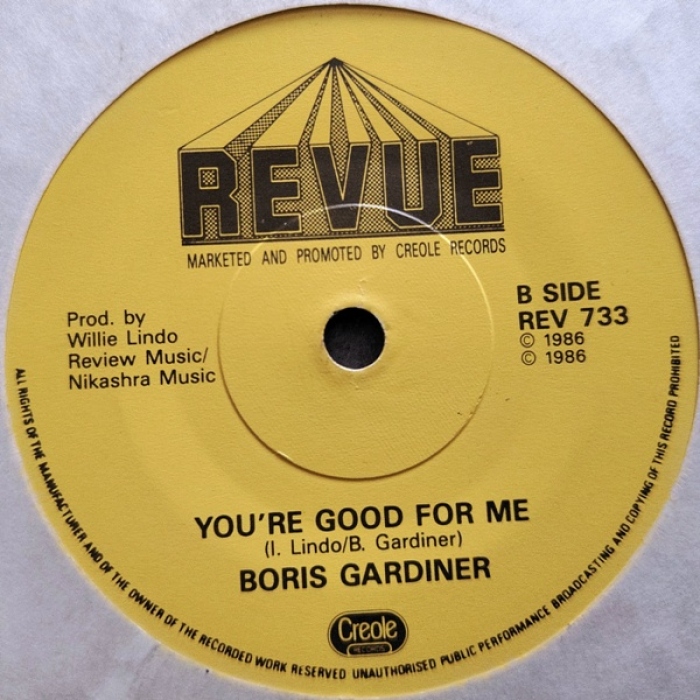 REVUE
MARKETED AND PROMOTED BY CREOLE RECORDS
Prod. by
Willie Lindo
Review Music/
Nikashra Music
B SIDE
REV 733
© 1986
© 1986
YOU'RE GOOD FOR ME
(I. Lindo/B. Gardiner)
BORIS GARDINER
Creole
RECORDS
ALL RIGHTS OF THE MANUFACTURER AND OF THE OWNER OF THE RECORDED WORK RESERVED UNAUTHORISED PUBLIC PERFORMANCE BROADCASTING AND COPYING OF THIS RECORD PROHIBITED